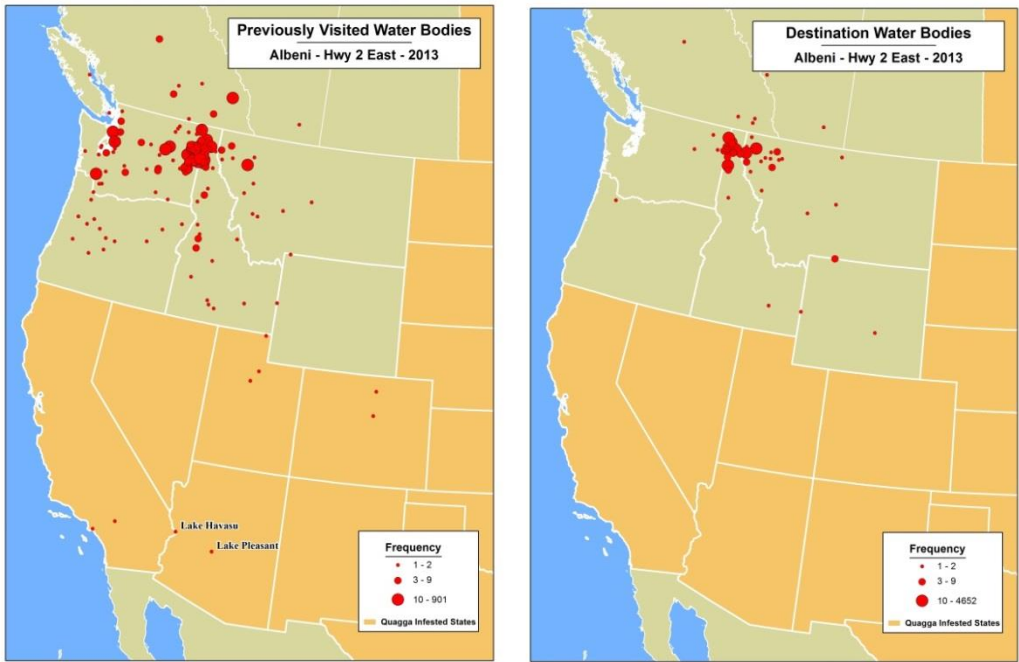 Previously Visited Water Bodies
Albeni - Hwy 2 East - 2013
Lake Havasu
Lake Pleasant
Frequency
1 - 2
3 - 9
10 - 901
Quagga Infested States
Destination Water Bodies
Albeni - Hwy 2 East - 2013
Frequency
1 - 2
3 - 9
10 - 4652
Quagga Infested States